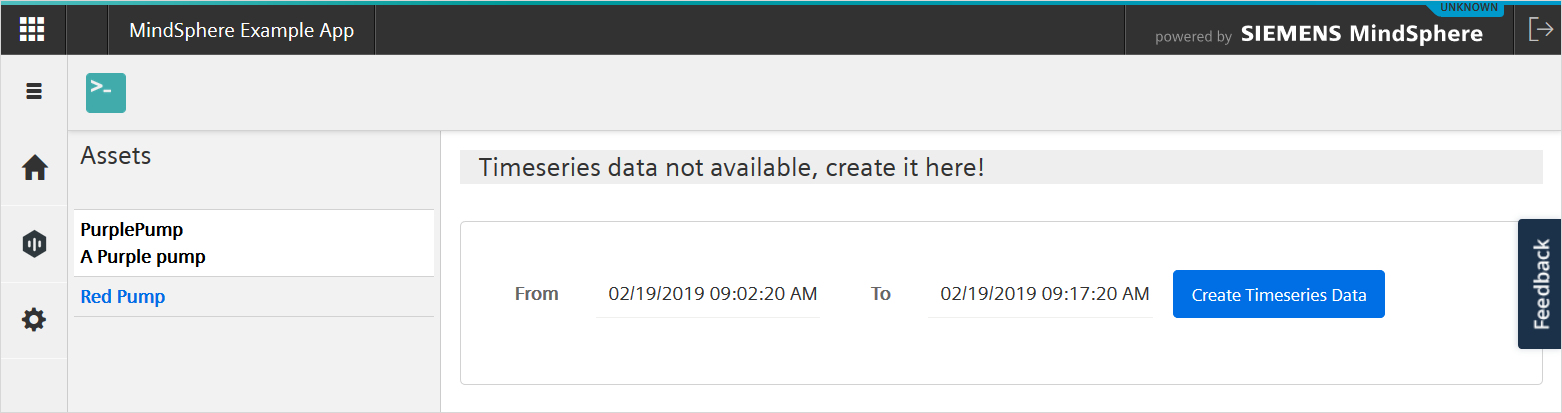 UNKNOWN
MindSphere Example App
powered by SIEMENS MindSphere
>-
Assets
PurplePump
A Purple pump
Red Pump
Timeseries data not available, create it here!
From 02/19/2019 09:02:20 AM To 02/19/2019 09:17:20 AM Create Timeseries Data
Feedback